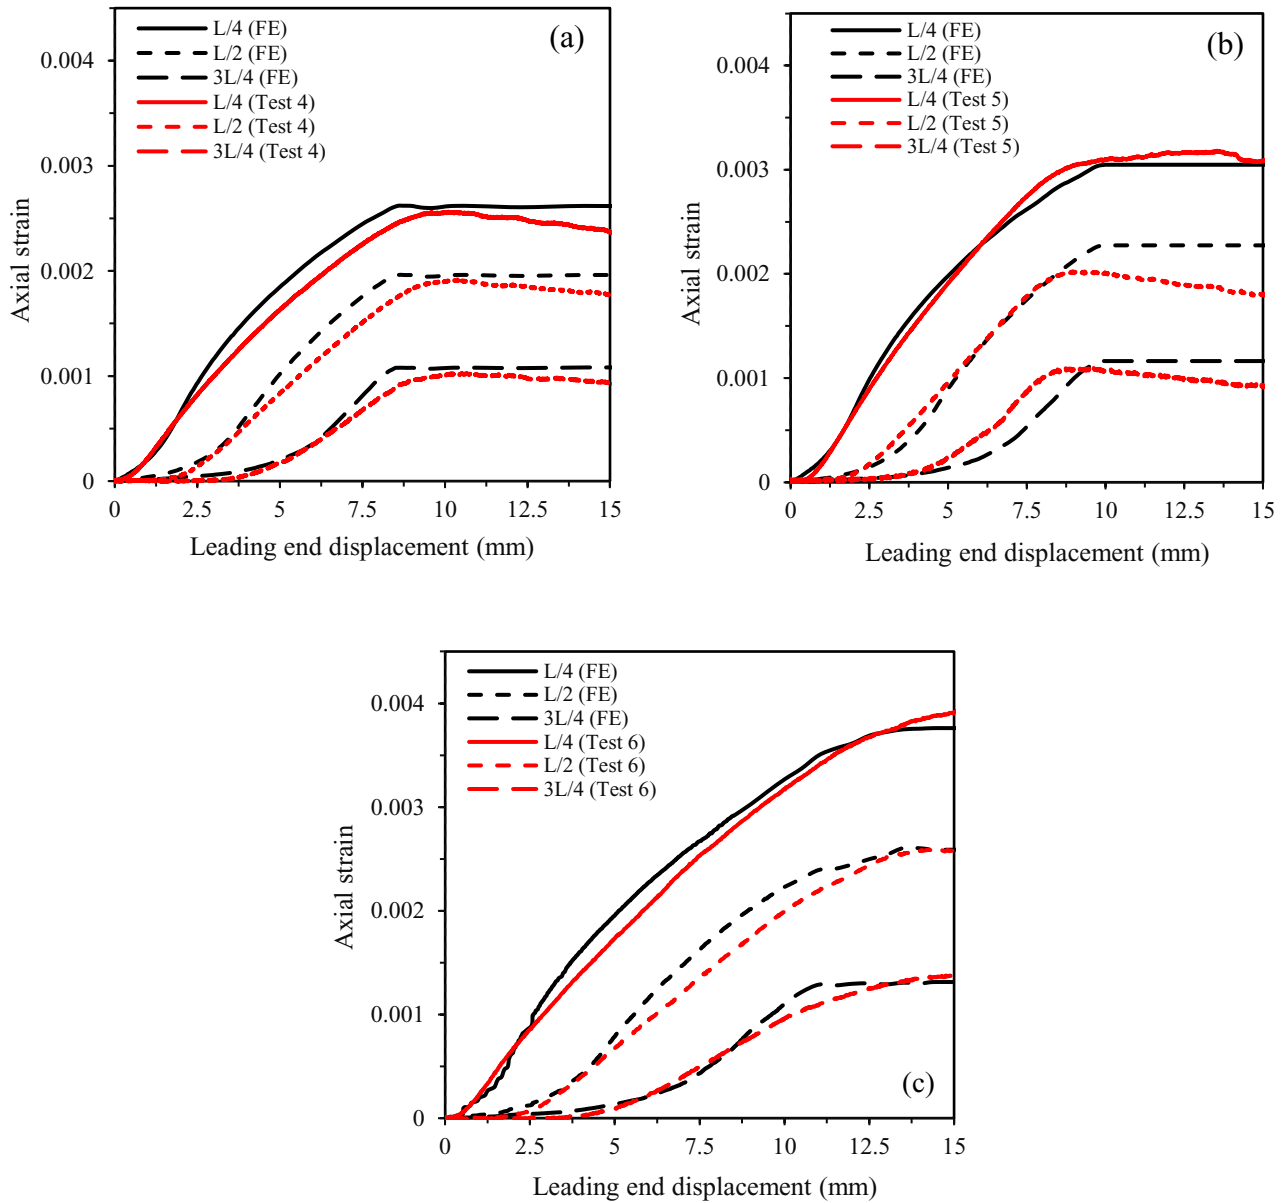 (a)
L/4 (FE)
L/2 (FE)
3L/4 (FE)
L/4 (Test 4)
L/2 (Test 4)
3L/4 (Test 4)
0.004
0.003
0.002
0.001
0
Axial strain
0 2.5 5 7.5 10 12.5 15
Leading end displacement (mm)
(b)
L/4 (FE)
L/2 (FE)
3L/4 (FE)
L/4 (Test 5)
L/2 (Test 5)
3L/4 (Test 5)
0.004
0.003
0.002
0.001
0
Axial strain
0 2.5 5 7.5 10 12.5 15
Leading end displacement (mm)
L/4 (FE)
L/2 (FE)
3L/4 (FE)
L/4 (Test 6)
L/2 (Test 6)
3L/4 (Test 6)
0.004
0.003
0.002
0.001
0
Axial strain
(c)
0 2.5 5 7.5 10 12.5 15
Leading end displacement (mm)